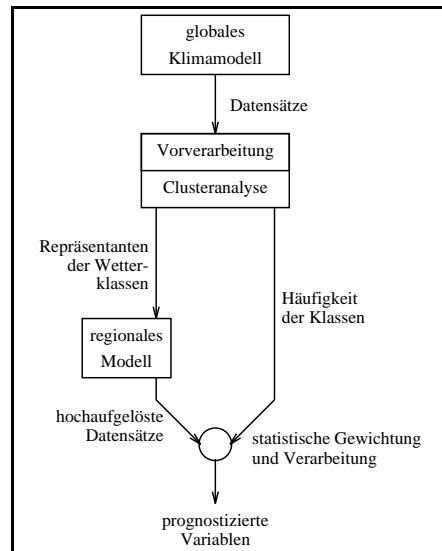 globales
Klimamodell
Datensätze
Vorverarbeitung
Clusteranalyse
Repräsentanten
der Wetter-
klassen
Häufigkeit
der Klassen
regionales
Modell
hochaufgelöste
Datensätze
statistische Gewichtung
und Verarbeitung
prognostizierte
Variablen